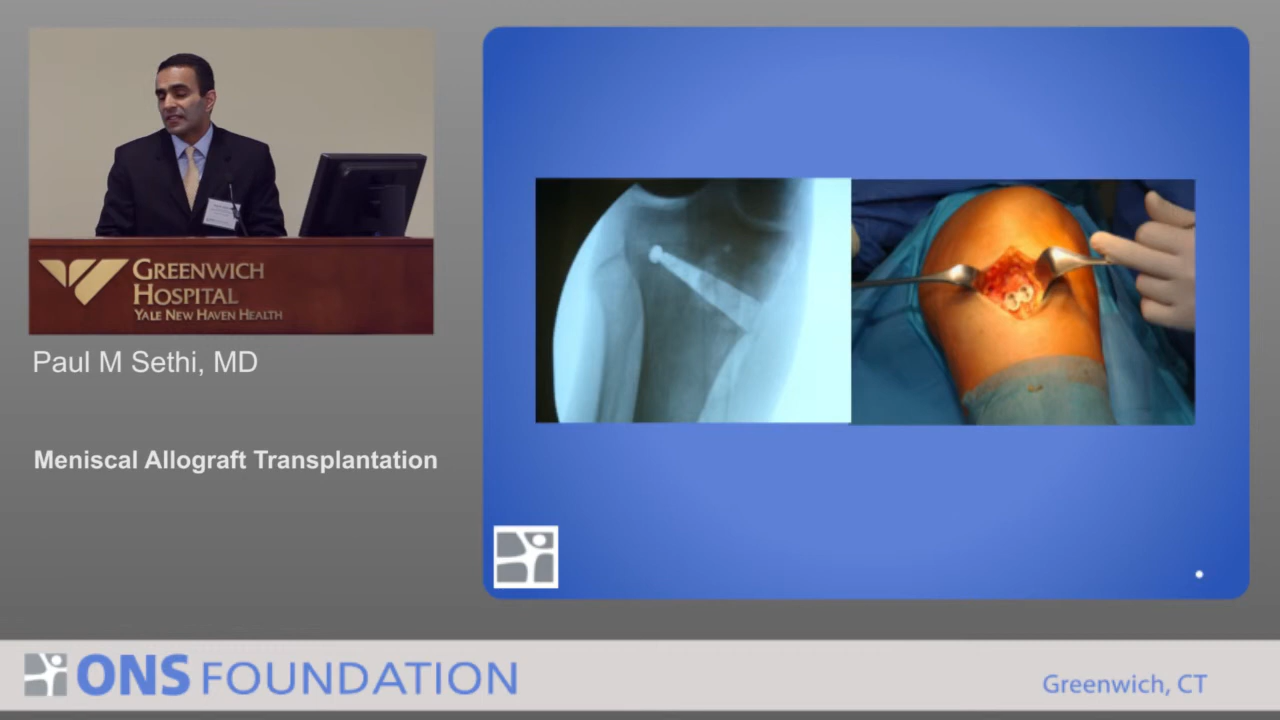 GREENWICH
HOSPITAL
YALE NEW HAVEN HEALTH
Paul M Sethi, MD
Meniscal Allograft Transplantation
ONS FOUNDATION
Greenwich, CT